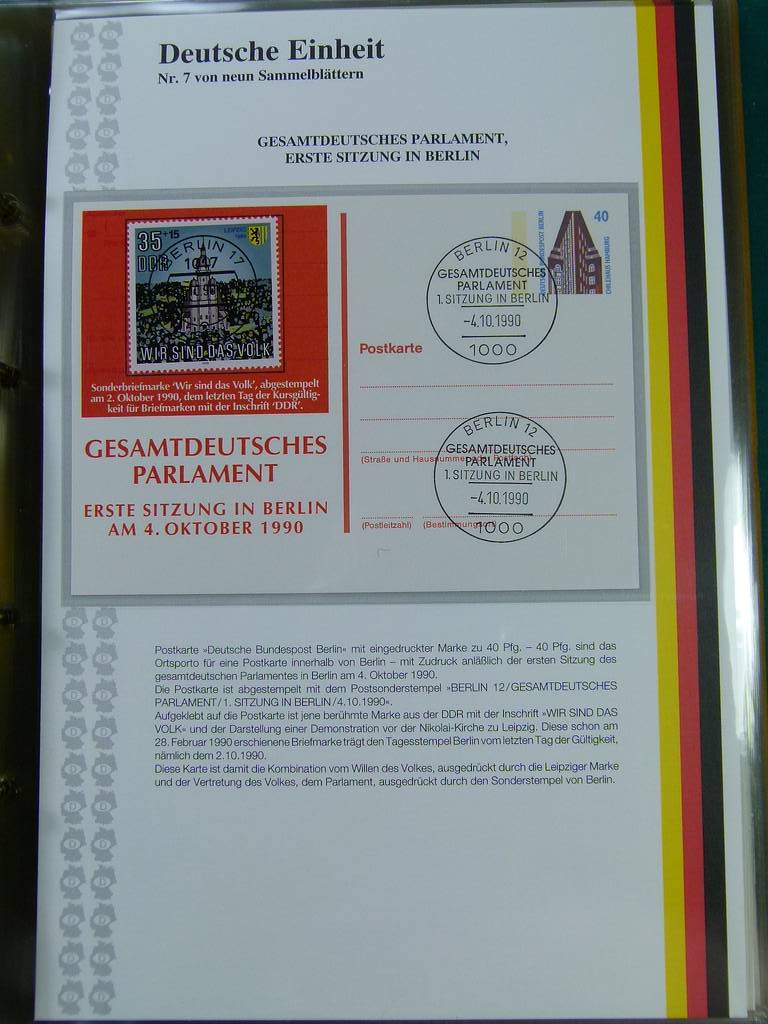 Deutsche Einheit
Nr. 7 von neun Sammelblättern
GESAMTDEUTSCHES PARLAMENT,
ERSTE SITZUNG IN BERLIN
35+15
DDR
LEIPZIG
BERLIN 17
1017
WIR SIND DAS VOLK
Sonderbriefmarke 'Wir sind das Volk', abgestempelt
am 2. Oktober 1990, dem letzten Tag der Kursgültig-
keit für Briefmarken mit der Inschrift 'DDR'.
GESAMTDEUTSCHES
PARLAMENT
ERSTE SITZUNG IN BERLIN
AM 4. OKTOBER 1990
40
DEUTSCHE BUNDESPOST BERLIN
CHILEHAUS HAMBURG
BERLIN 12
GESAMTDEUTSCHES
PARLAMENT
1. SITZUNG IN BERLIN
-4.10.1990
1000
Postkarte
BERLIN 12
GESAMTDEUTSCHES
PARLAMENT
1. SITZUNG IN BERLIN
-4.10.1990
1000
(Straße und Hausnummer oder Postfach)
(Postleitzahl) (Bestimmungsort)
Postkarte »Deutsche Bundespost Berlin« mit eingedruckter Marke zu 40 Pfg. – 40 Pfg. sind das
Ortsporto für eine Postkarte innerhalb von Berlin – mit Zudruck anläßlich der ersten Sitzung des
gesamtdeutschen Parlamentes in Berlin am 4. Oktober 1990.
Die Postkarte ist abgestempelt mit dem Postsonderstempel »BERLIN 12/GESAMTDEUTSCHES
PARLAMENT/1. SITZUNG IN BERLIN/4.10.1990«.
Aufgeklebt auf die Postkarte ist jene berühmte Marke aus der DDR mit der Inschrift »WIR SIND DAS
VOLK« und der Darstellung einer Demonstration vor der Nikolai-Kirche zu Leipzig. Diese schon am
28. Februar 1990 erschienene Briefmarke trägt den Tagesstempel Berlin vom letzten Tag der Gültigkeit,
nämlich dem 2.10.1990.
Diese Karte ist damit die Kombination vom Willen des Volkes, ausgedrückt durch die Leipziger Marke
und der Vertretung des Volkes, dem Parlament, ausgedrückt durch den Sonderstempel von Berlin.